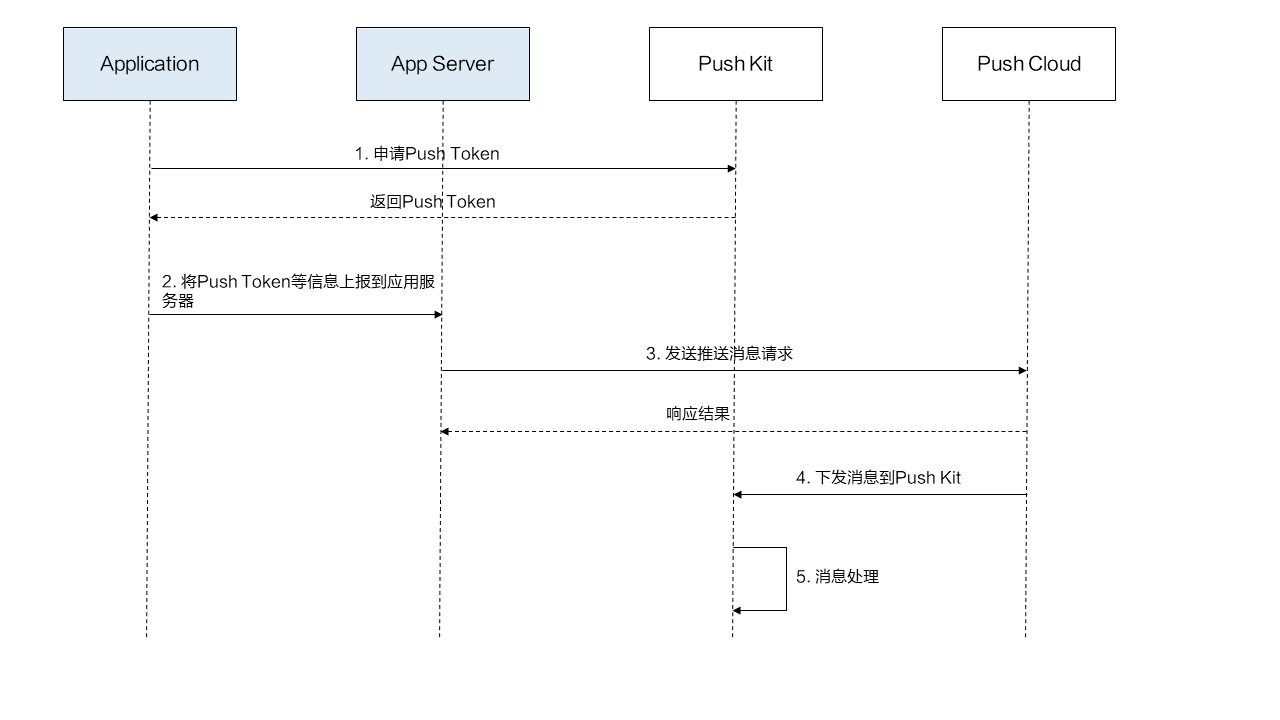 Application
App Server
Push Kit
Push Cloud
1. 申请Push Token
返回Push Token
2. 将Push Token等信息上报到应用服
务器
3. 发送推送消息请求
响应结果
4. 下发消息到Push Kit
5. 消息处理